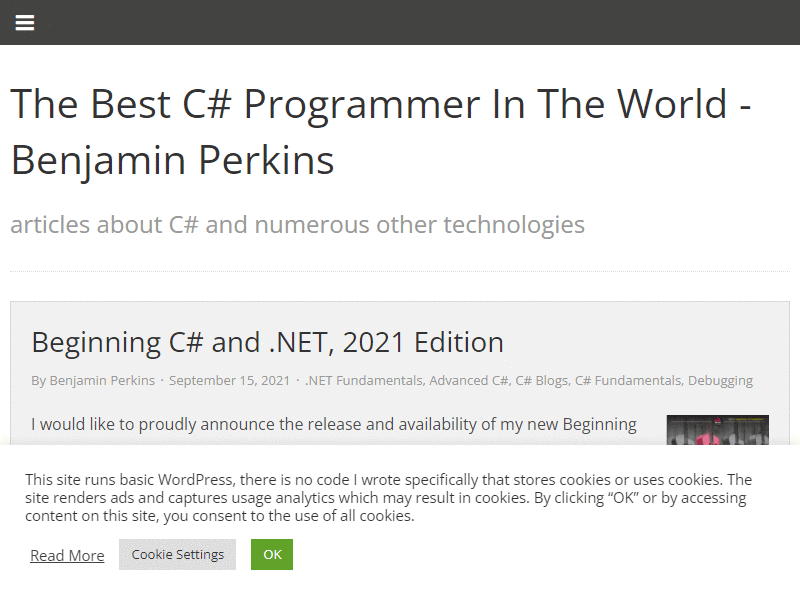 The Best C# Programmer In The World -
Benjamin Perkins
articles about C# and numerous other technologies
Beginning C# and .NET, 2021 Edition
By Benjamin Perkins · September 15, 2021 · .NET Fundamentals, Advanced C#, C# Blogs, C# Fundamentals, Debugging
I would like to proudly announce the release and availability of my new Beginning
This site runs basic WordPress, there is no code I wrote specifically that stores cookies or uses cookies. The
site renders ads and captures usage analytics which may result in cookies. By clicking “OK” or by accessing
content on this site, you consent to the use of all cookies.
Read More Cookie Settings OK